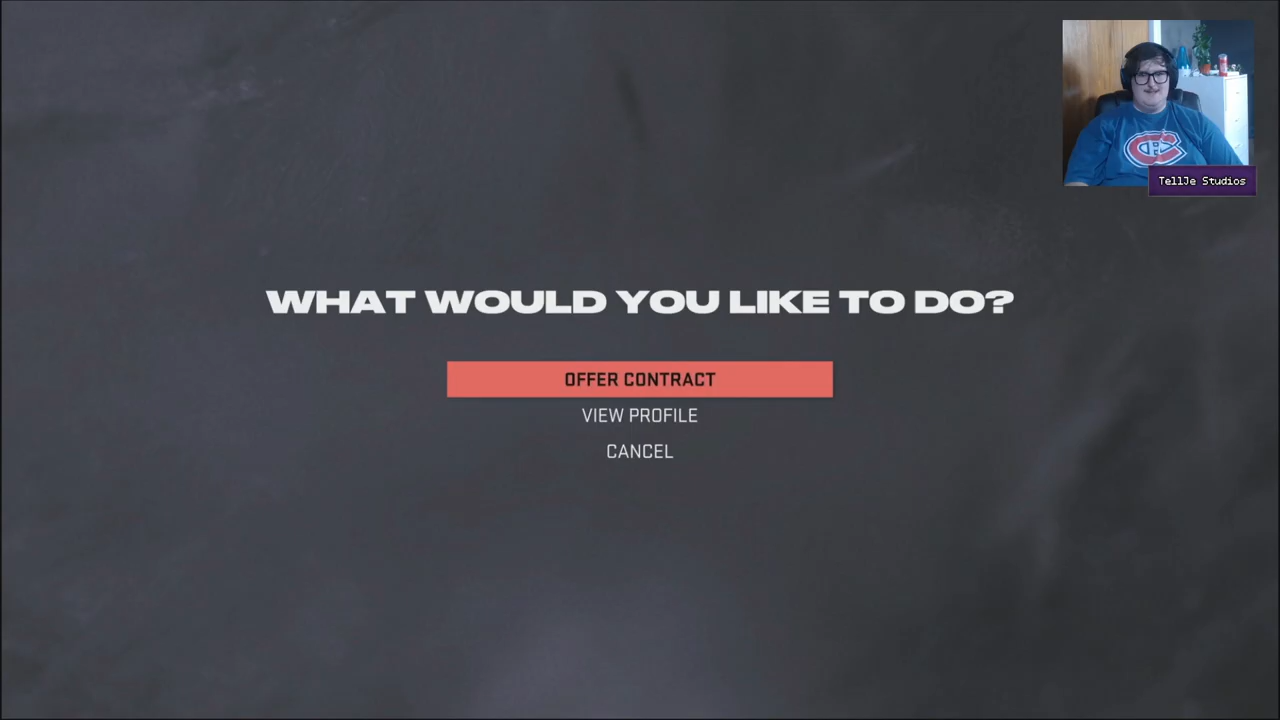 TellJe Studios
WHAT WOULD YOU LIKE TO DO?
OFFER CONTRACT
VIEW PROFILE
CANCEL